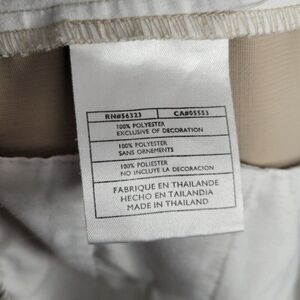 RN#56323 CA#05553
100% POLYESTER
EXCLUSIVE OF DECORATION
100% POLYESTER
SANS ORNEMENTS
100% POLIESTER
NO INCLUYE LA DECORACION
FABRIQUE EN THAILANDE
HECHO EN TAILANDIA
MADE IN THAILAND